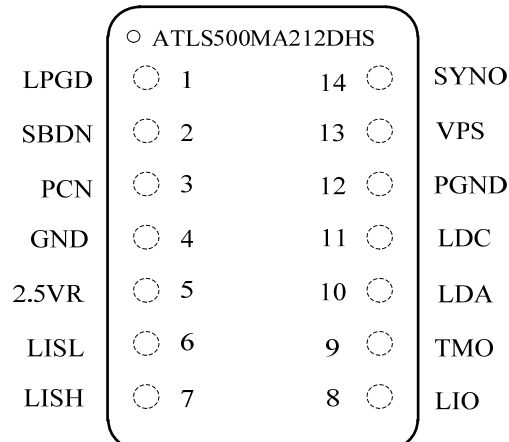 ATLS500MA212DHS
LPGD 1 14 SYNO
SBDN 2 13 VPS
PCN 3 12 PGND
GND 4 11 LDC
2.5VR 5 10 LDA
LISL 6 9 TMO
LISH 7 8 LIO